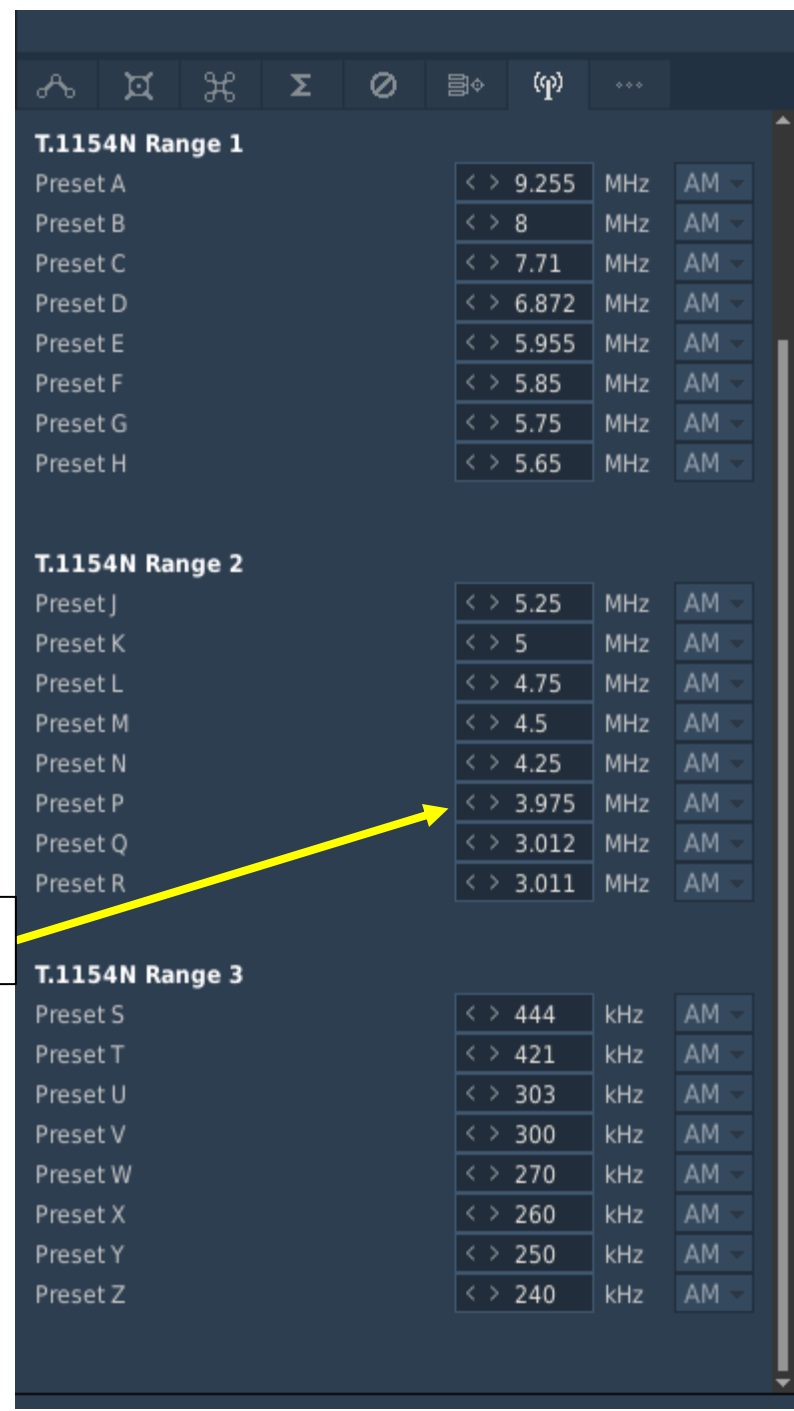 T.1154N Range 1
Preset A < > 9.255 MHz AM
Preset B < > 8 MHz AM
Preset C < > 7.71 MHz AM
Preset D < > 6.872 MHz AM
Preset E < > 5.955 MHz AM
Preset F < > 5.85 MHz AM
Preset G < > 5.75 MHz AM
Preset H < > 5.65 MHz AM
T.1154N Range 2
Preset J < > 5.25 MHz AM
Preset K < > 5 MHz AM
Preset L < > 4.75 MHz AM
Preset M < > 4.5 MHz AM
Preset N < > 4.25 MHz AM
Preset P < > 3.975 MHz AM
Preset Q < > 3.012 MHz AM
Preset R < > 3.011 MHz AM
T.1154N Range 3
Preset S < > 444 kHz AM
Preset T < > 421 kHz AM
Preset U < > 303 kHz AM
Preset V < > 300 kHz AM
Preset W < > 270 kHz AM
Preset X < > 260 kHz AM
Preset Y < > 250 kHz AM
Preset Z < > 240 kHz AM